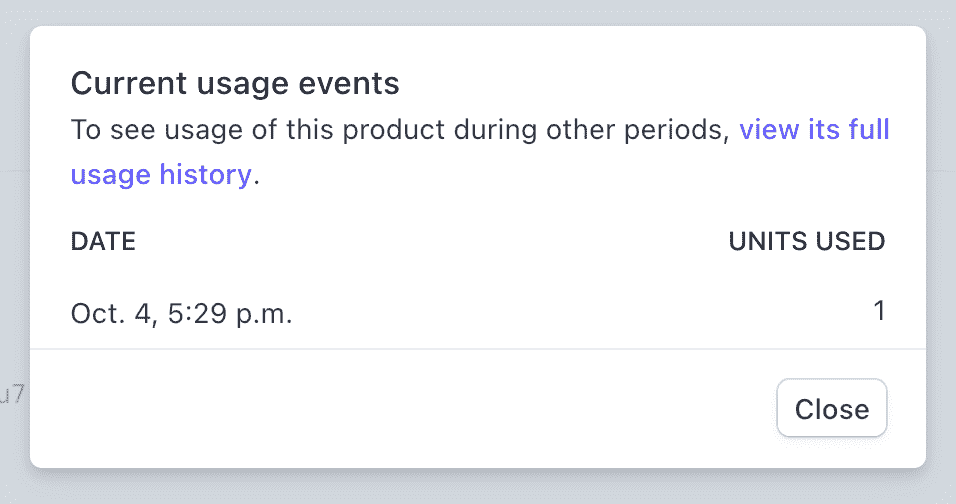 Current usage events
To see usage of this product during other periods, view its full
usage history.
DATE UNITS USED
Oct. 4, 5:29 p.m. 1
u7
Close